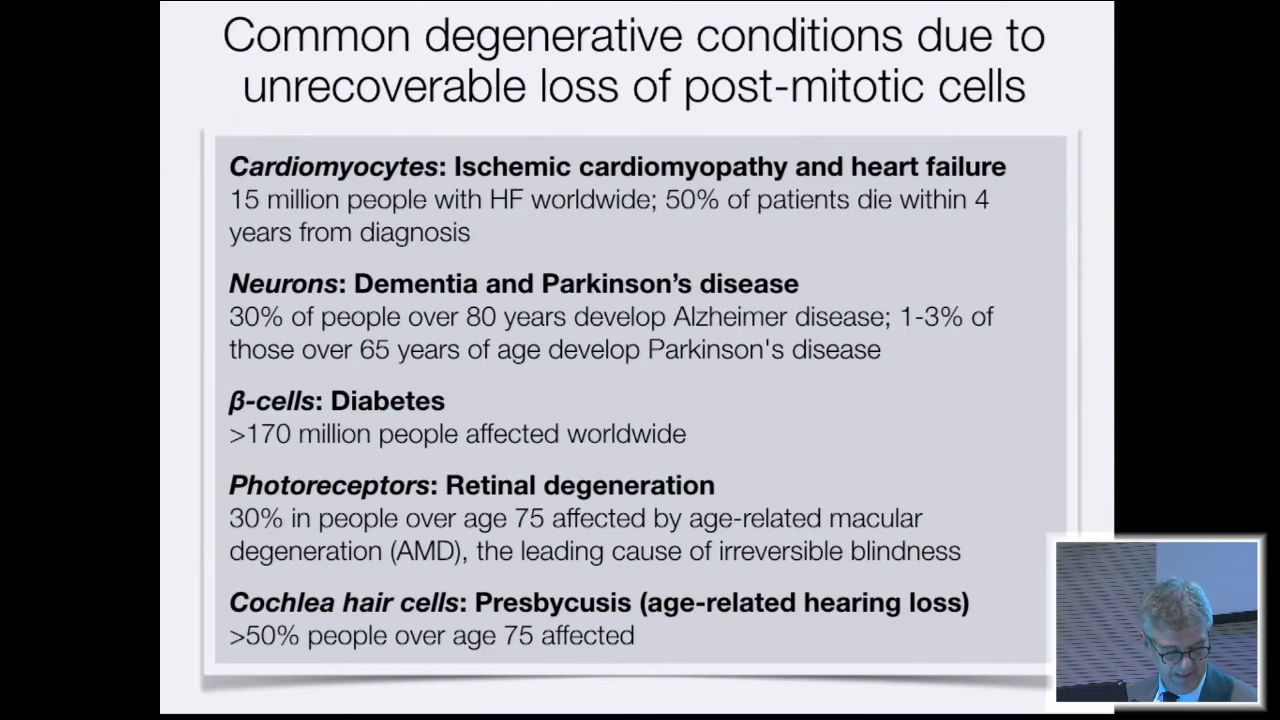 Common degenerative conditions due to
unrecoverable loss of post-mitotic cells
Cardiomyocytes: Ischemic cardiomyopathy and heart failure
15 million people with HF worldwide; 50% of patients die within 4
years from diagnosis
Neurons: Dementia and Parkinson’s disease
30% of people over 80 years develop Alzheimer disease; 1-3% of
those over 65 years of age develop Parkinson's disease
β-cells: Diabetes
>170 million people affected worldwide
Photoreceptors: Retinal degeneration
30% in people over age 75 affected by age-related macular
degeneration (AMD), the leading cause of irreversible blindness
Cochlea hair cells: Presbycusis (age-related hearing loss)
>50% people over age 75 affected